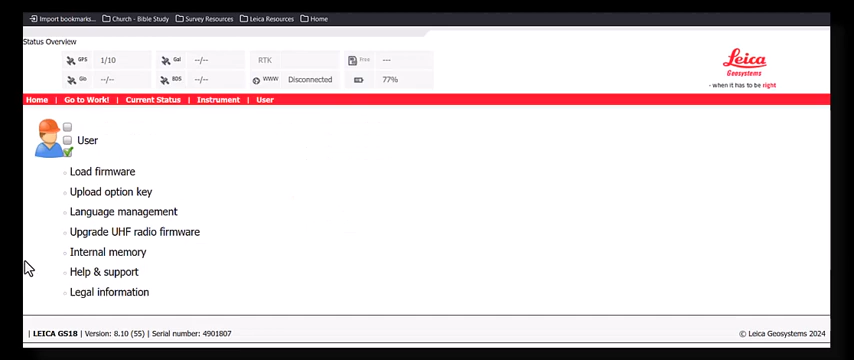 Import bookmarks... Church - Bible Study Survey Resources Leica Resources Home
Status Overview
GPS 1/10 Gal --/-- RTK Free ---
Glo --/-- BDS --/-- WWW Disconnected 77%
Leica
Geosystems
- when it has to be right
Home | Go to Work! | Current Status | Instrument | User
User
Load firmware
Upload option key
Language management
Upgrade UHF radio firmware
Internal memory
Help & support
Legal information
| LEICA GS18 | Version: 8.10 (55) | Serial number: 4901807 © Leica Geosystems 2024